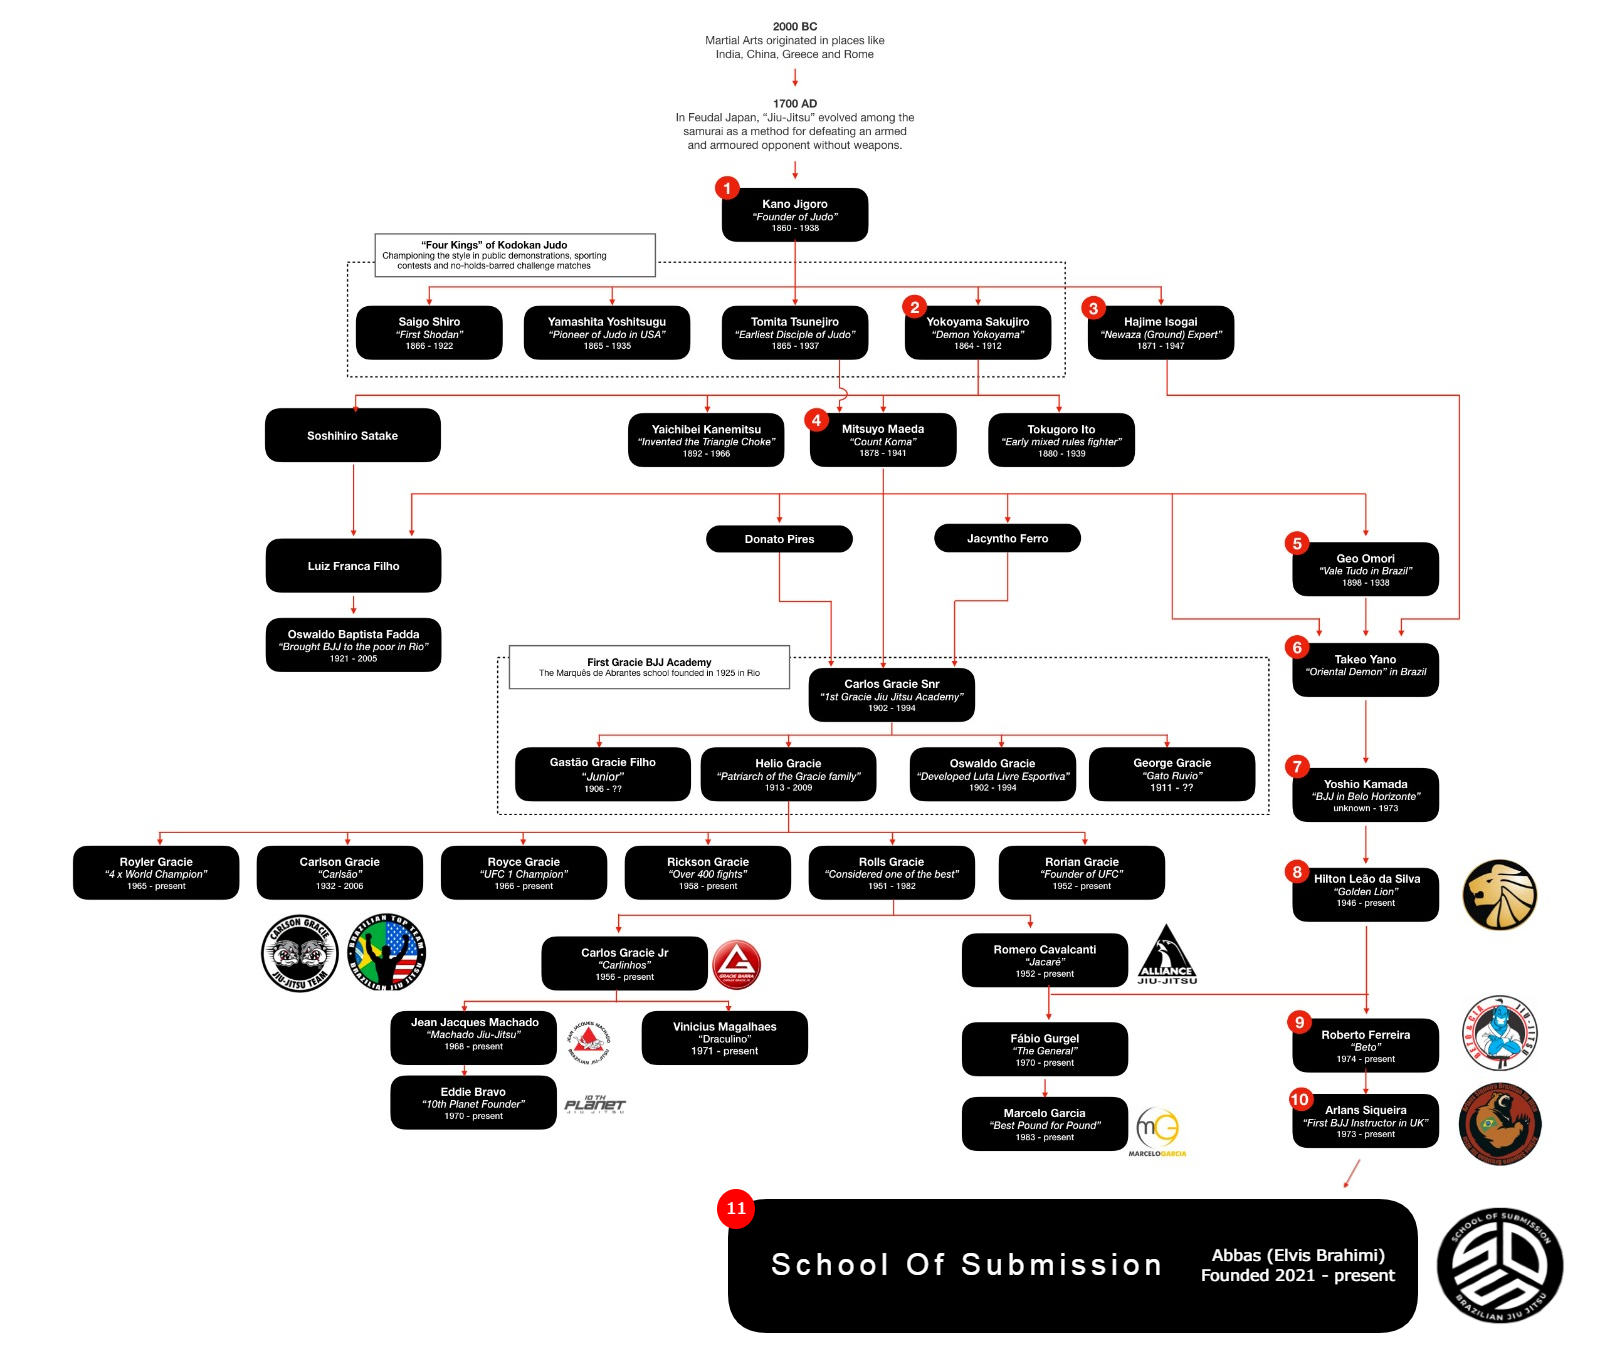 2000 BC
Martial Arts originated in places like
India, China, Greece and Rome
1700 AD
In Feudal Japan, “Jiu-Jitsu” evolved among the
samurai as a method for defeating an armed
and armoured opponent without weapons.
1
Kano Jigoro
“Founder of Judo”
1860 - 1938
“Four Kings” of Kodokan Judo
Championing the style in public demonstrations, sporting
contests and no-holds-barred challenge matches
Saigo Shiro
“First Shodan”
1866 - 1922
Yamashita Yoshitsugu
“Pioneer of Judo in USA”
1865 - 1935
Tomita Tsunejiro
“Earliest Disciple of Judo”
1865 - 1937
2
Yokoyama Sakujiro
“Demon Yokoyama”
1864 - 1912
3
Hajime Isogai
“Newaza (Ground) Expert”
1871 - 1947
Soshihiro Satake
Yaichibei Kanemitsu
“Invented the Triangle Choke”
1892 - 1966
4
Mitsuyo Maeda
“Count Koma”
1878 - 1941
Tokugoro Ito
“Early mixed rules fighter”
1880 - 1939
Luiz Franca Filho
Donato Pires
Jacyntho Ferro
5
Geo Omori
“Vale Tudo in Brazil”
1898 - 1938
Oswaldo Baptista Fadda
“Brought BJJ to the poor in Rio”
1921 - 2005
6
Takeo Yano
“Oriental Demon” in Brazil
First Gracie BJJ Academy
The Marquês de Abrantes school founded in 1925 in Rio
Carlos Gracie Snr
“1st Gracie Jiu Jitsu Academy”
1902 - 1994
Gastão Gracie Filho
“Junior”
1906 - ??
Helio Gracie
“Patriarch of the Gracie family”
1913 - 2009
Oswaldo Gracie
“Developed Luta Livre Esportiva”
1902 - 1994
George Gracie
“Gato Ruvio”
1911 - ??
7
Yoshio Kamada
“BJJ in Belo Horizonte”
unknown - 1973
Royler Gracie
“4 x World Champion”
1965 - present
Carlson Gracie
“Carlsão”
1932 - 2006
Royce Gracie
“UFC 1 Champion”
1966 - present
Rickson Gracie
“Over 400 fights”
1958 - present
Rolls Gracie
“Considered one of the best”
1951 - 1982
Rorian Gracie
“Founder of UFC”
1952 - present
8
Hilton Leão da Silva
“Golden Lion”
1946 - present
CARLSON GRACIE
JIU-JITSU TEAM
BRAZILIAN TOP TEAM
BRAZILIAN JIU JITSU
Carlos Gracie Jr
“Carlinhos”
1956 - present
GRACIE BARRA
Romero Cavalcanti
“Jacaré”
1952 - present
ALLIANCE
JIU-JITSU
Jean Jacques Machado
“Machado Jiu-Jitsu”
1968 - present
JEAN JACQUES MACHADO
BRAZILIAN JIU-JITSU
Vinicius Magalhaes
“Draculino”
1971 - present
Fábio Gurgel
“The General”
1970 - present
9
Roberto Ferreira
“Beto”
1974 - present
BETO & CIA JIU-JITSU
Eddie Bravo
“10th Planet Founder”
1970 - present
10 TH
PLANET
JIU JITSU
Marcelo Garcia
“Best Pound for Pound”
1983 - present
mG
MARCELOGARCIA
10
Arlans Siqueira
“First BJJ Instructor in UK”
1973 - present
11
School Of Submission
Abbas (Elvis Brahimi)
Founded 2021 - present
SCHOOL OF SUBMISSION
SOS
BRAZILIAN JIU JITSU